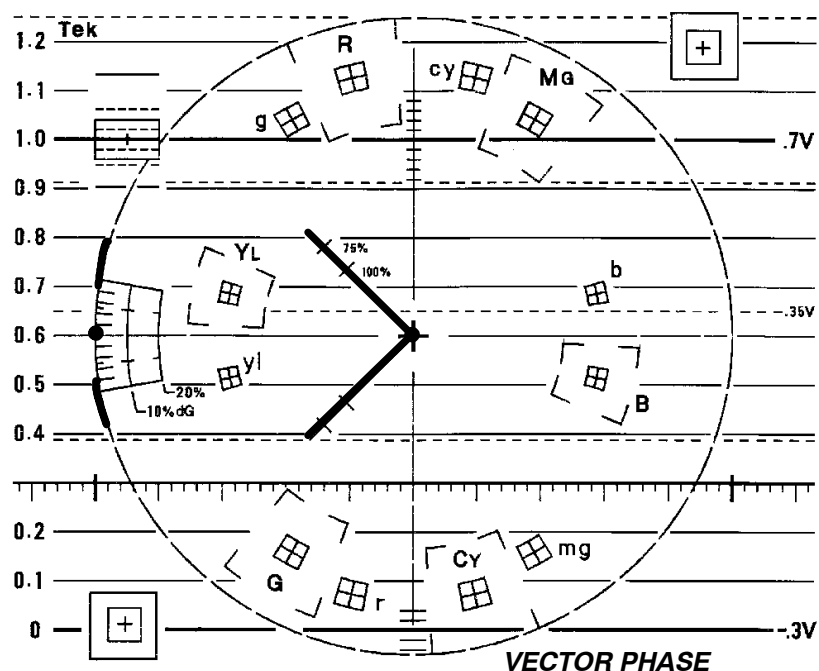 1.2 Tek
R
cy MG
1.1
g
1.0 .7V
0.9
0.8
YL 75%
100% b
0.7
.35V
0.6
yl
0.5
20%
10% dG B
0.4
0.2
G CY mg
0.1 r
0 -.3V
VECTOR PHASE